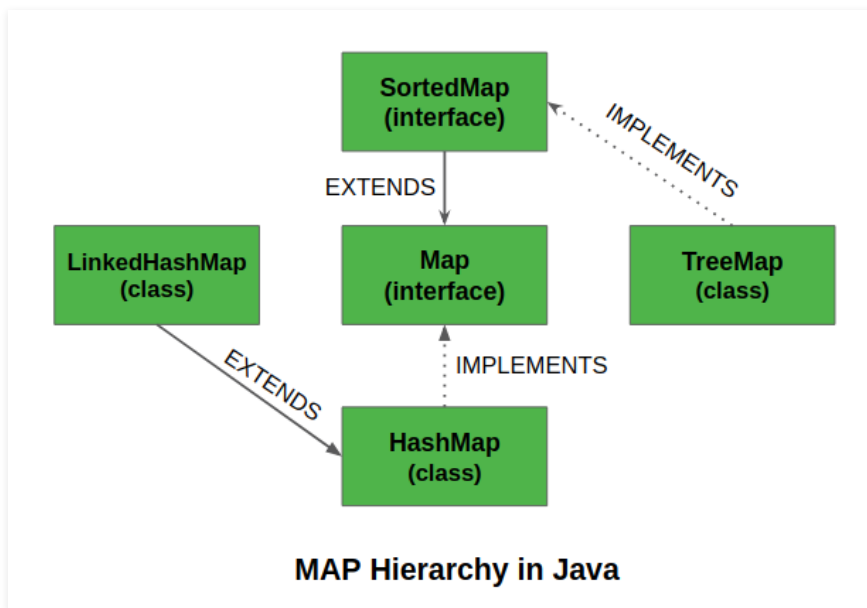 SortedMap
(interface)
IMPLEMENTS
EXTENDS
LinkedHashMap
(class)
Map
(interface)
TreeMap
(class)
EXTENDS
IMPLEMENTS
HashMap
(class)
MAP Hierarchy in Java